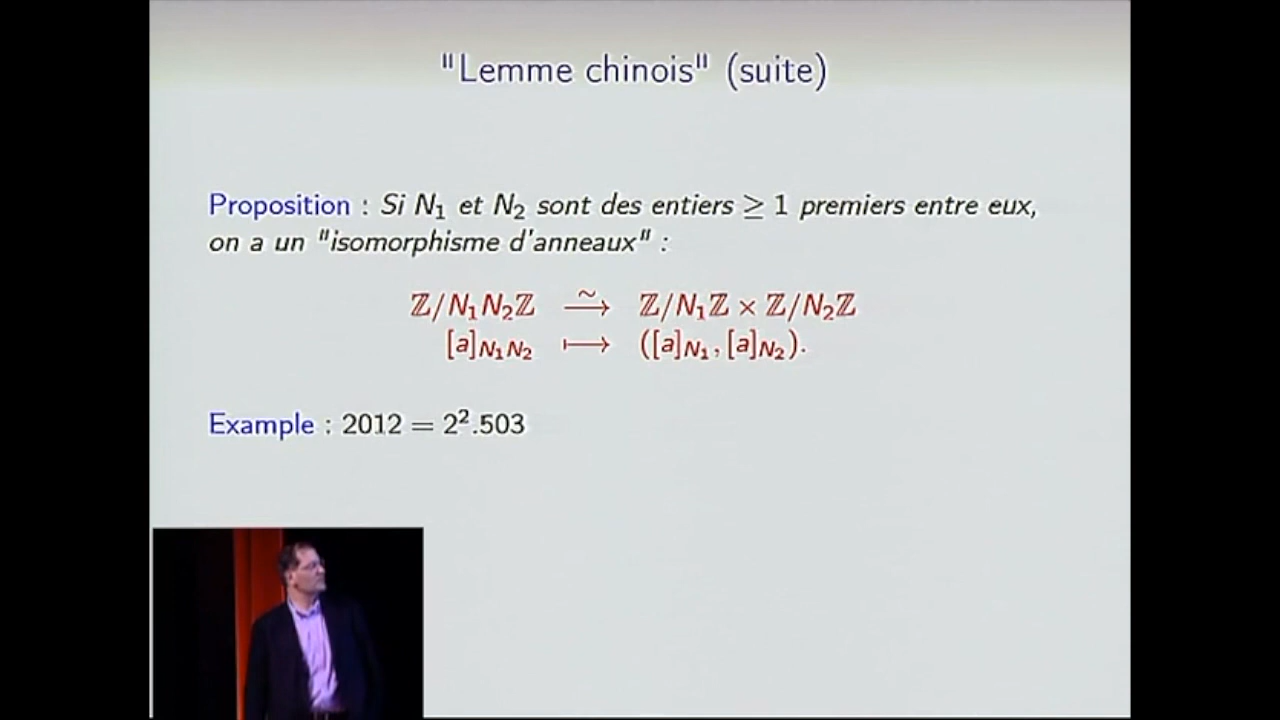 "Lemme chinois" (suite)
Proposition : Si N₁ et N₂ sont des entiers ≥ 1 premiers entre eux,
on a un "isomorphisme d'anneaux" :
ℤ/N₁N₂ℤ ⥲ ℤ/N₁ℤ × ℤ/N₂ℤ
[a]N₁N₂ ⟼ ([a]N₁, [a]N₂).
Example : 2012 = 2².503